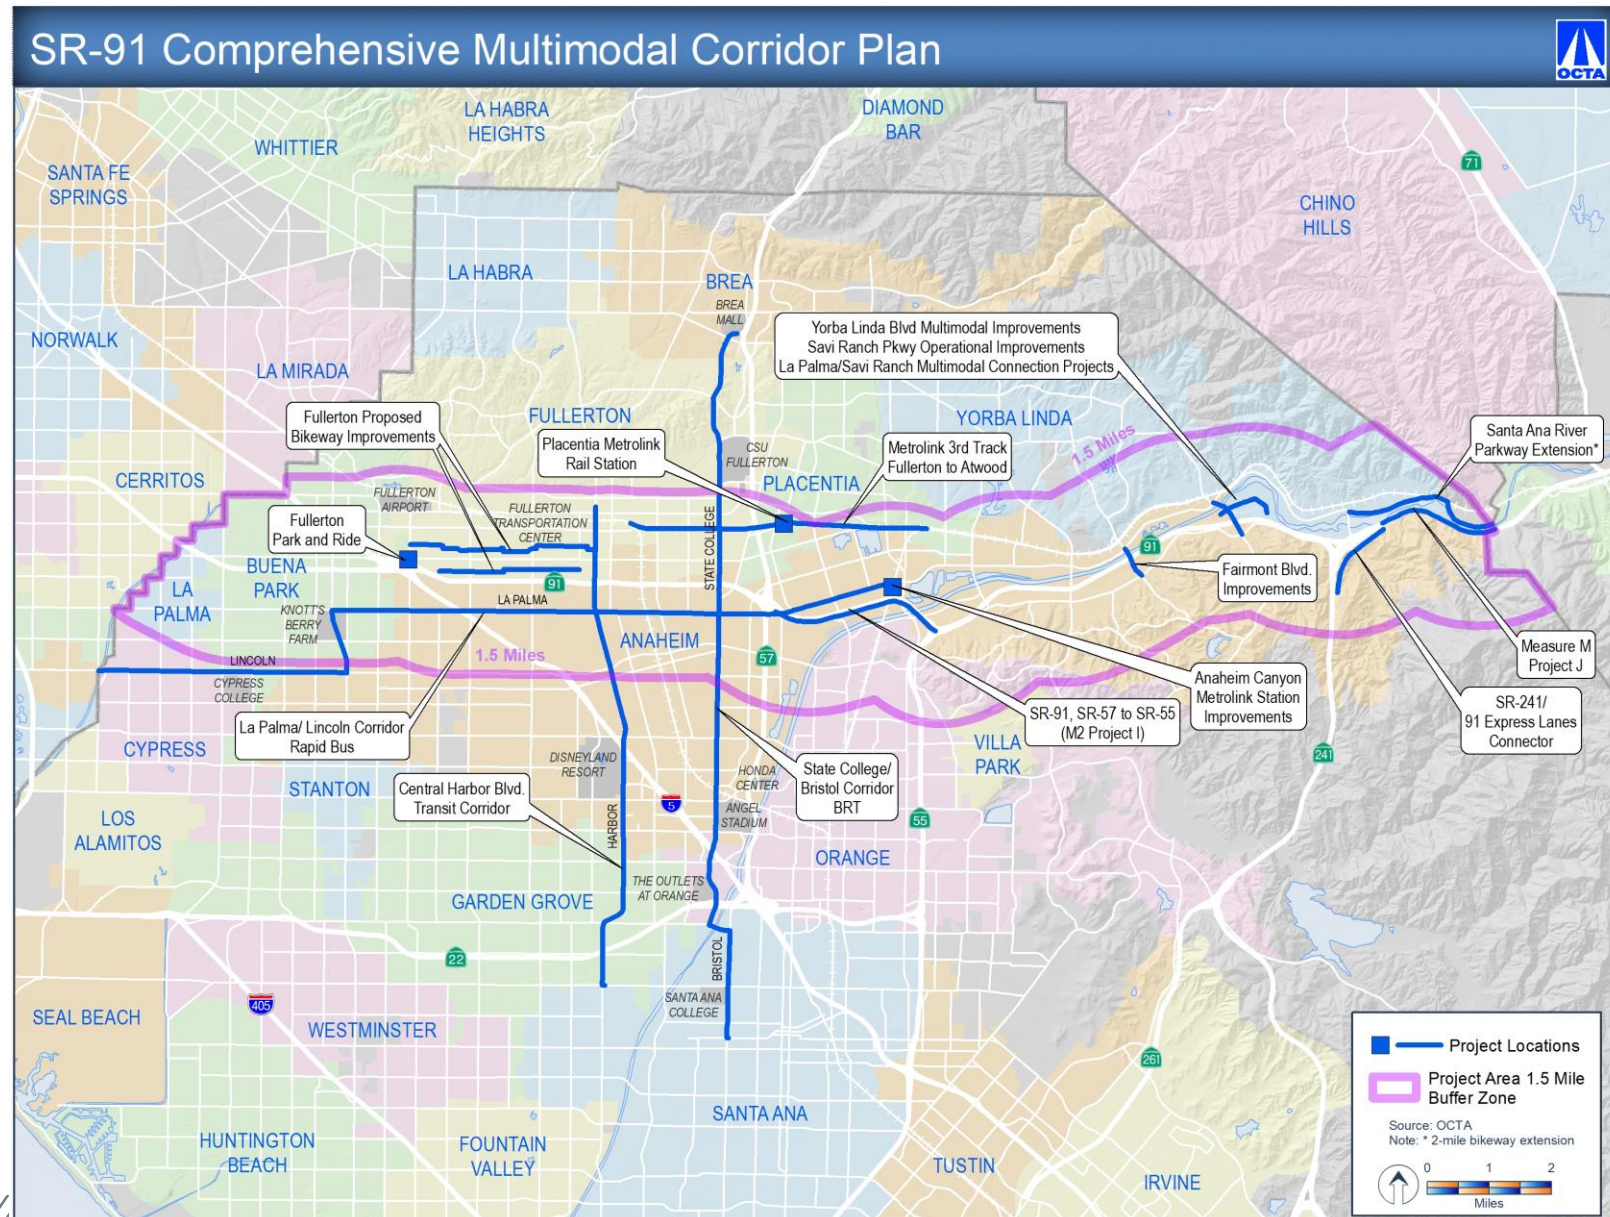 SR-91 Comprehensive Multimodal Corridor Plan
OCTA
LA HABRA
HEIGHTS
DIAMOND
BAR
WHITTIER
SANTA FE
SPRINGS
71
CHINO
HILLS
LA HABRA
BREA
BREA
MALL
NORWALK
LA MIRADA
Yorba Linda Blvd Multimodal Improvements
Savi Ranch Pkwy Operational Improvements
La Palma/Savi Ranch Multimodal Connection Projects
Fullerton Proposed
Bikeway Improvements
FULLERTON
Placentia Metrolink
Rail Station
CSU
FULLERTON
Metrolink 3rd Track
Fullerton to Atwood
YORBA LINDA
1.5 Miles
Santa Ana River
Parkway Extension*
CERRITOS
PLACENTIA
FULLERTON
AIRPORT
FULLERTON
TRANSPORTATION
CENTER
Fullerton
Park and Ride
STATE COLLEGE
91
BUENA
PARK
LA
PALMA
91
LA PALMA
Fairmont Blvd.
Improvements
KNOTT'S
BERRY
FARM
ANAHEIM
57
1.5 Miles
LINCOLN
CYPRESS
COLLEGE
Measure M
Project J
Anaheim Canyon
Metrolink Station
Improvements
SR-241/
91 Express Lanes
Connector
La Palma/ Lincoln Corridor
Rapid Bus
SR-91, SR-57 to SR-55
(M2 Project I)
CYPRESS
VILLA
PARK
241
DISNEYLAND
RESORT
HONDA
CENTER
State College/
Bristol Corridor
BRT
STANTON
Central Harbor Blvd.
Transit Corridor
5
ANGEL
STADIUM
LOS
ALAMITOS
HARBOR
55
ORANGE
THE OUTLETS
AT ORANGE
GARDEN GROVE
22
BRISTOL
405
SANTA ANA
COLLEGE
SEAL BEACH
WESTMINSTER
261
SANTA ANA
HUNTINGTON
BEACH
FOUNTAIN
VALLEY
TUSTIN
IRVINE
Project Locations
Project Area 1.5 Mile
Buffer Zone
Source: OCTA
Note: * 2-mile bikeway extension
0 1 2
Miles